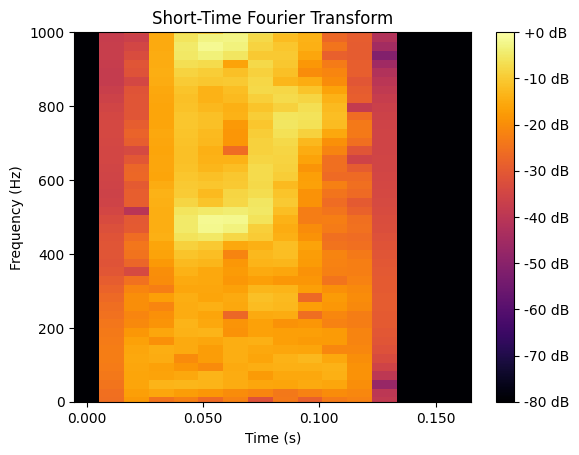 Short-Time Fourier Transform
1000
800
600
400
200
0
Frequency (Hz)
0.000
0.050
0.100
0.150
Time (s)
+0 dB
-10 dB
-20 dB
-30 dB
-40 dB
-50 dB
-60 dB
-70 dB
-80 dB